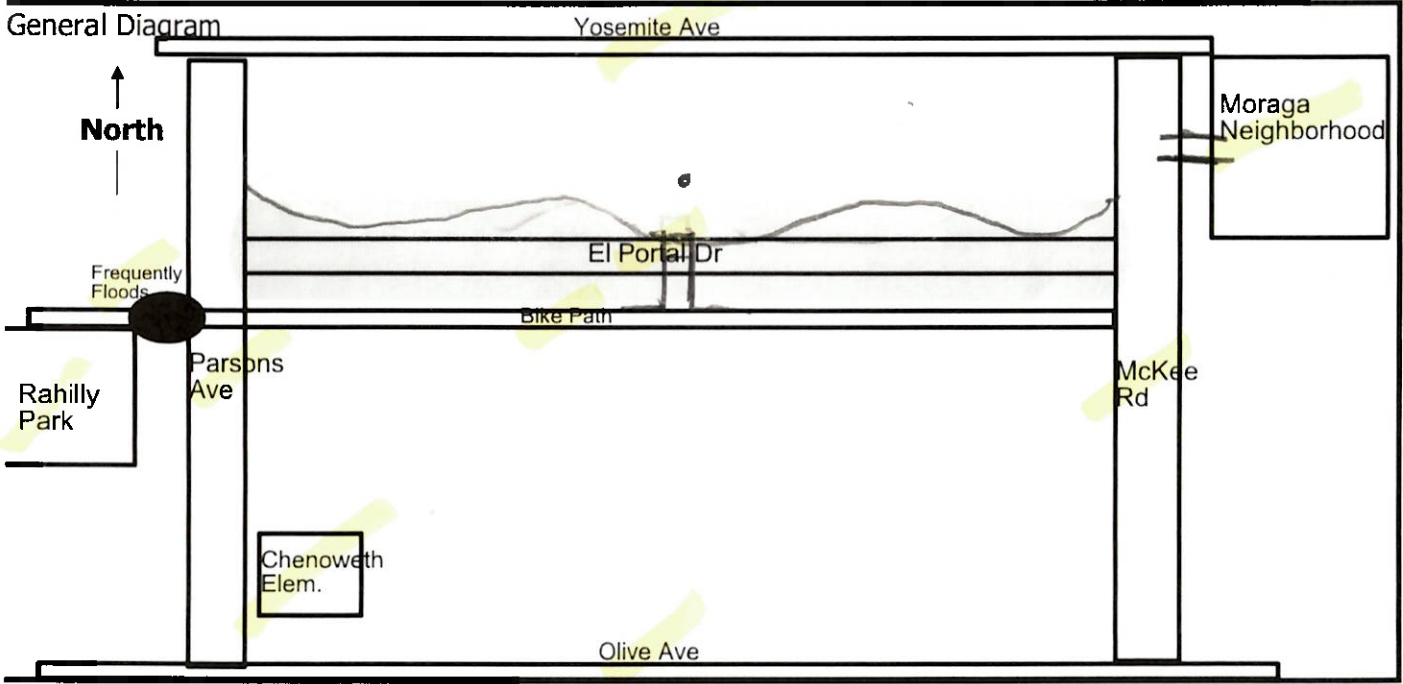 General Diagram
Yosemite Ave
North
Moraga
Neighborhood
El Portal Dr
Frequently
Floods
Bike Path
Parsons
Ave
McKee
Rd
Rahilly
Park
Chenoweth
Elem.
Olive Ave